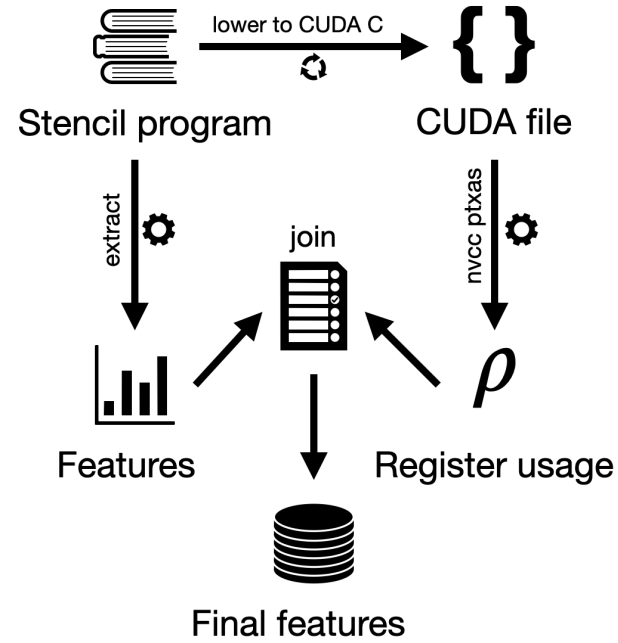 lower to CUDA C
{ }
Stencil program
CUDA file
extract
nvcc ptxas
join
ρ
Features
Register usage
Final features